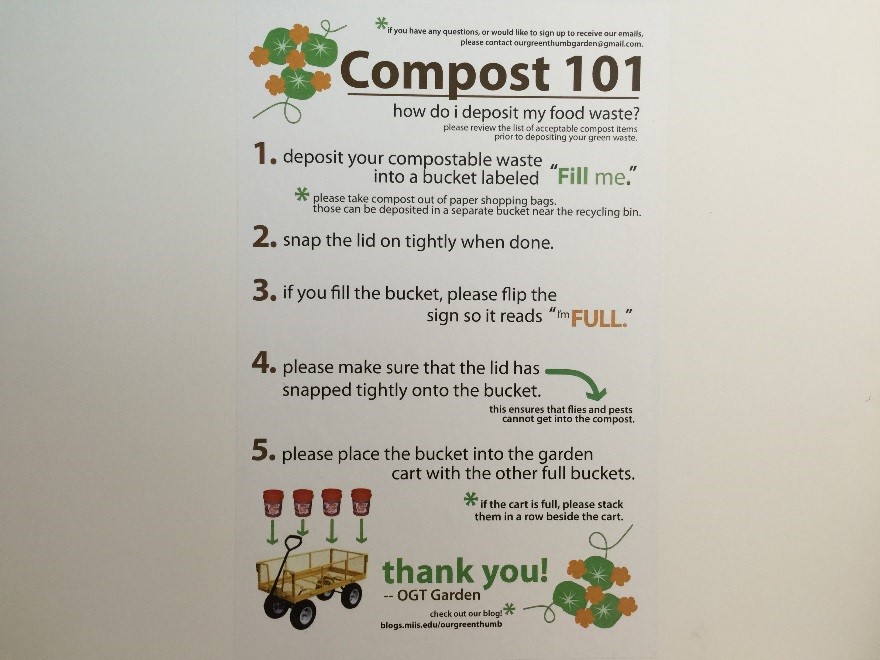 *if you have any questions, or would like to sign up to receive our emails,
please contact ourgreenthumbgarden@gmail.com.
Compost 101
how do i deposit my food waste?
please review the list of acceptable compost items
prior to depositing your green waste.
1. deposit your compostable waste
into a bucket labeled "Fill me."
* please take compost out of paper shopping bags.
those can be deposited in a separate bucket near the recycling bin.
2. snap the lid on tightly when done.
3. if you fill the bucket, please flip the
sign so it reads "I'm FULL."
4. please make sure that the lid has
snapped tightly onto the bucket.
this ensures that flies and pests
cannot get into the compost.
5. please place the bucket into the garden
cart with the other full buckets.
* if the cart is full, please stack
them in a row beside the cart.
thank you!
-- OGT Garden
check out our blog!*
blogs.miis.edu/ourgreenthumb